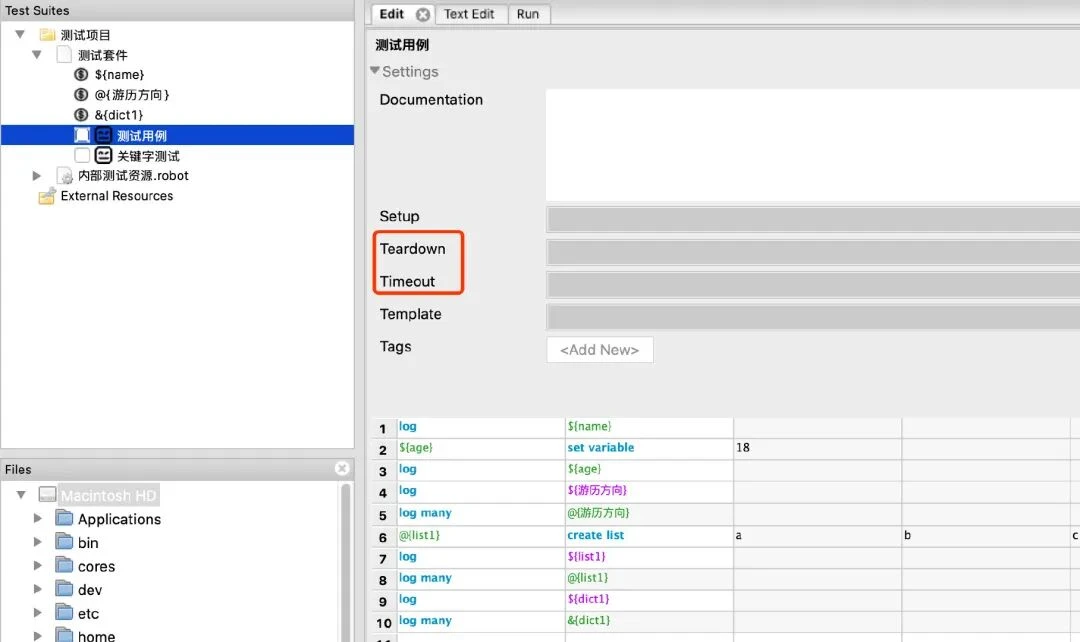 Test Suites
测试项目
测试套件
${name}
@{游历方向}
&{dict1}
测试用例
关键字测试
内部测试资源.robot
External Resources
Files
Macintosh HD
Applications
bin
cores
dev
etc
home
Edit Text Edit Run
测试用例
Settings
Documentation
Setup
Teardown
Timeout
Template
Tags <Add New>
1 log ${name}
2 ${age} set variable 18
3 log ${age}
4 log ${游历方向}
5 log many @{游历方向}
6 @{list1} create list a b c
7 log ${list1}
8 log many @{list1}
9 log ${dict1}
10 log many &{dict1}